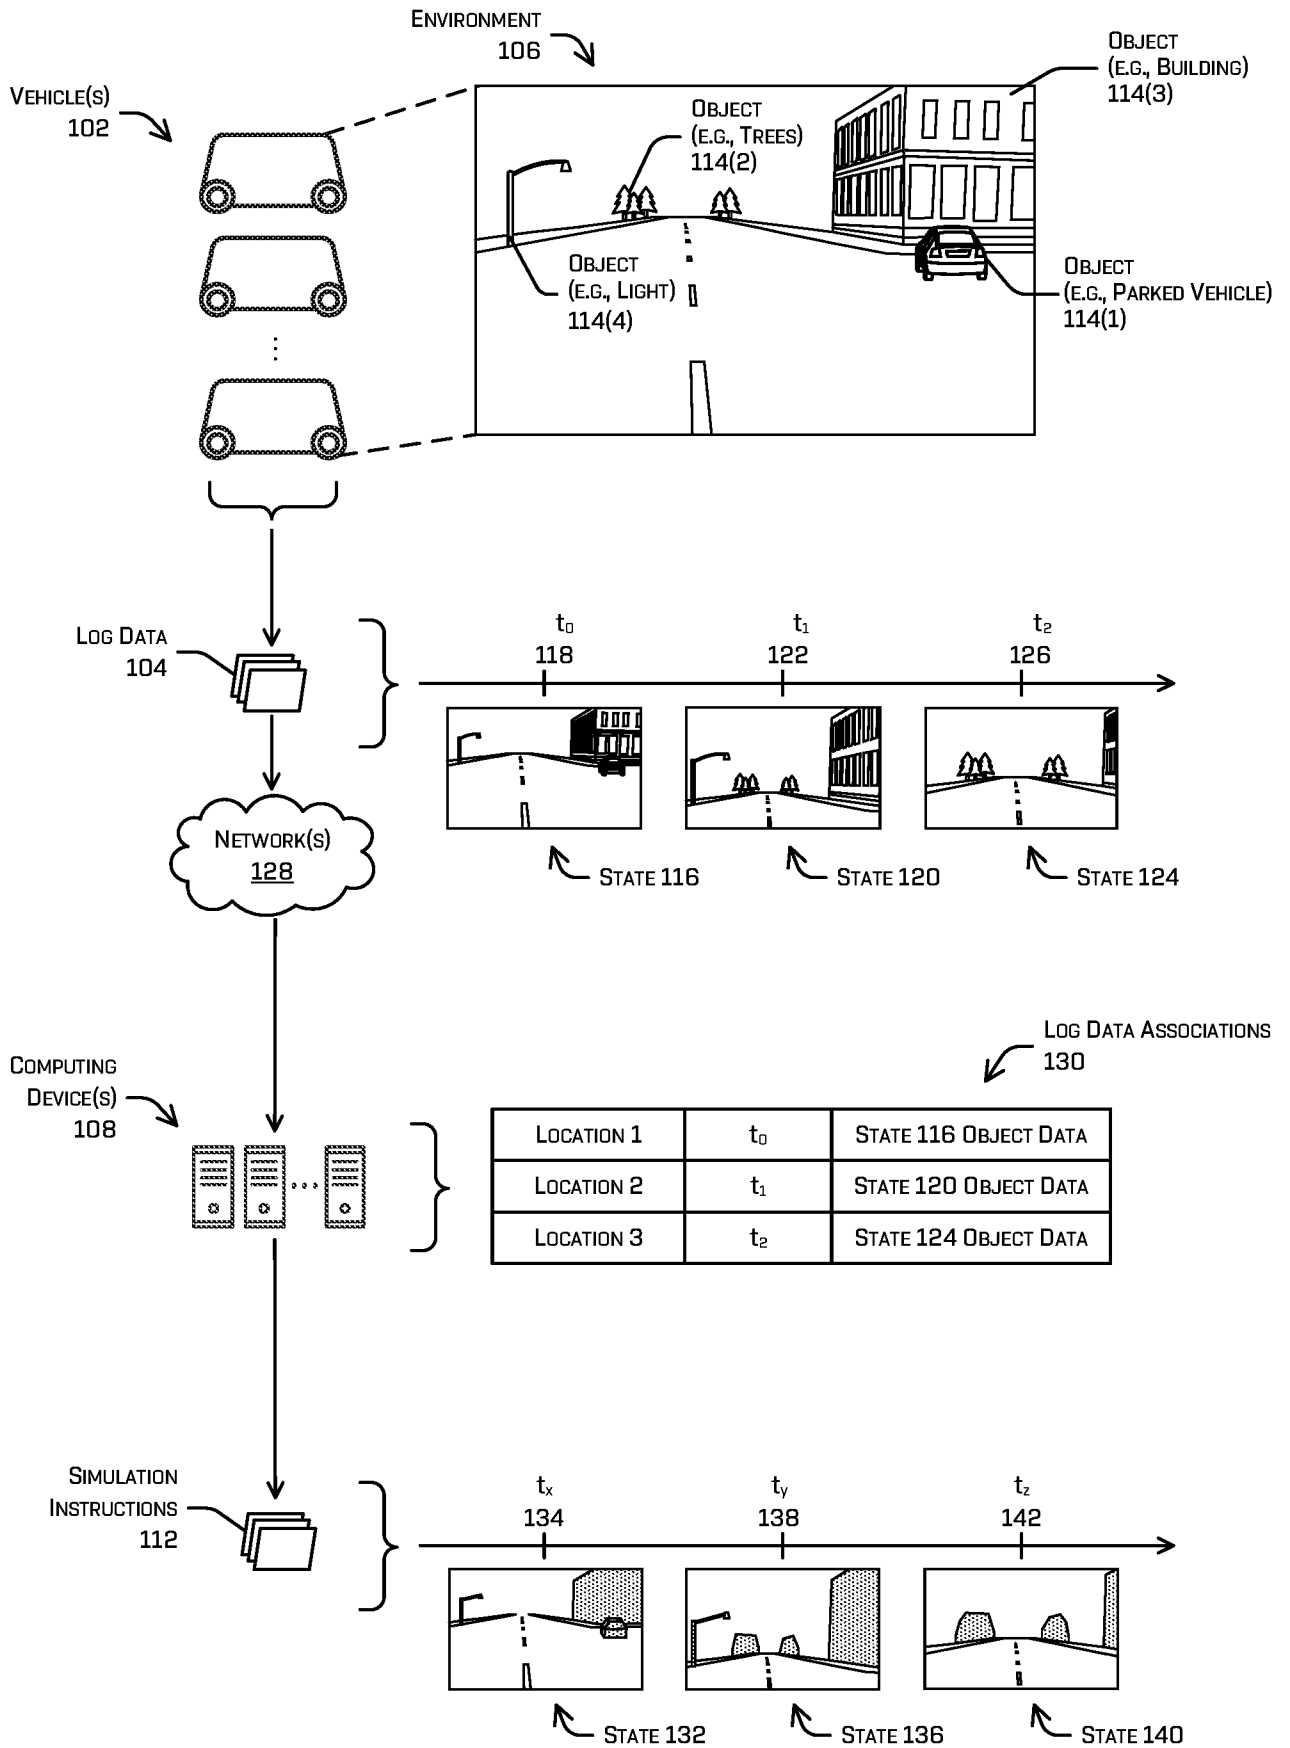 ENVIRONMENT
106
VEHICLE(S)
102
OBJECT
(E.G., BUILDING)
114(3)
OBJECT
(E.G., TREES)
114(2)
OBJECT
(E.G., LIGHT)
114(4)
OBJECT
(E.G., PARKED VEHICLE)
114(1)
LOG DATA
104
t0
118
t1
122
t2
126
STATE 116
STATE 120
STATE 124
NETWORK(S)
128
LOG DATA ASSOCIATIONS
130
COMPUTING
DEVICE(S)
108
LOCATION 1 t0 STATE 116 OBJECT DATA
LOCATION 2 t1 STATE 120 OBJECT DATA
LOCATION 3 t2 STATE 124 OBJECT DATA
SIMULATION
INSTRUCTIONS
112
tx
134
ty
138
tz
142
STATE 132
STATE 136
STATE 140